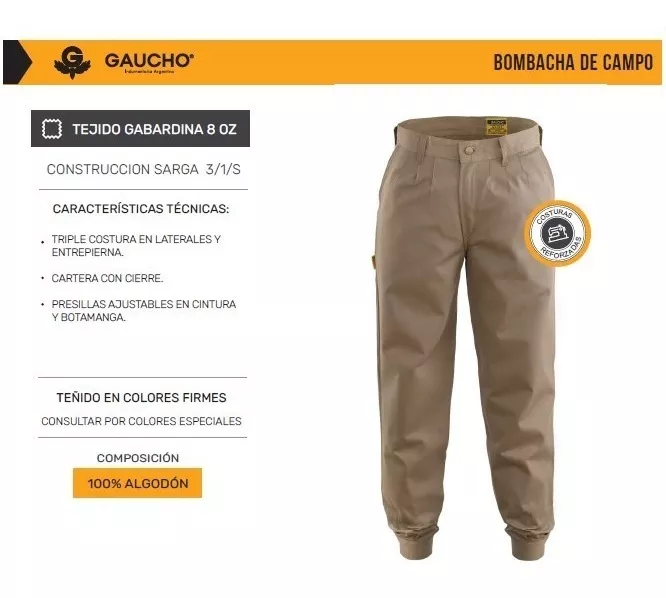 GAUCHO®
Indumentaria Argentina
BOMBACHA DE CAMPO
TEJIDO GABARDINA 8 OZ
CONSTRUCCION SARGA 3/1/S
CARACTERÍSTICAS TÉCNICAS:
• TRIPLE COSTURA EN LATERALES Y
ENTREPIERNA.
• CARTERA CON CIERRE.
• PRESILLAS AJUSTABLES EN CINTURA
Y BOTAMANGA.
TEÑIDO EN COLORES FIRMES
CONSULTAR POR COLORES ESPECIALES
COMPOSICIÓN
100% ALGODÓN
GAUCHO
COSTURAS
REFORZADAS